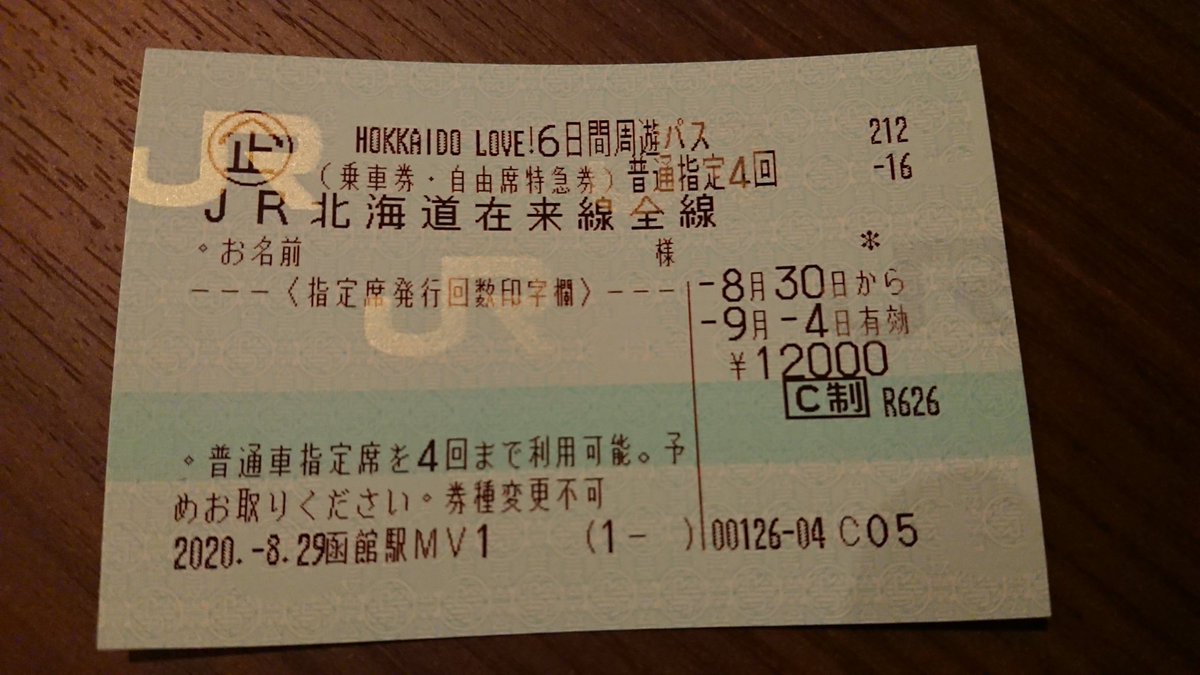 企 HOKKAIDO LOVE!6日間周遊パス 212
(乗車券・自由席特急券)普通指定4回 -16
JR北海道在来線全線
。お名前 様 *
---〈指定席発行回数印字欄〉---
-8月30日から
-9月-4日有効
¥12000
C制 R626
。普通車指定席を4回まで利用可能。予
めお取りください。券種変更不可
2020.-8.29函館駅MV1 (1- ) 00126-04 C05
JR
JR